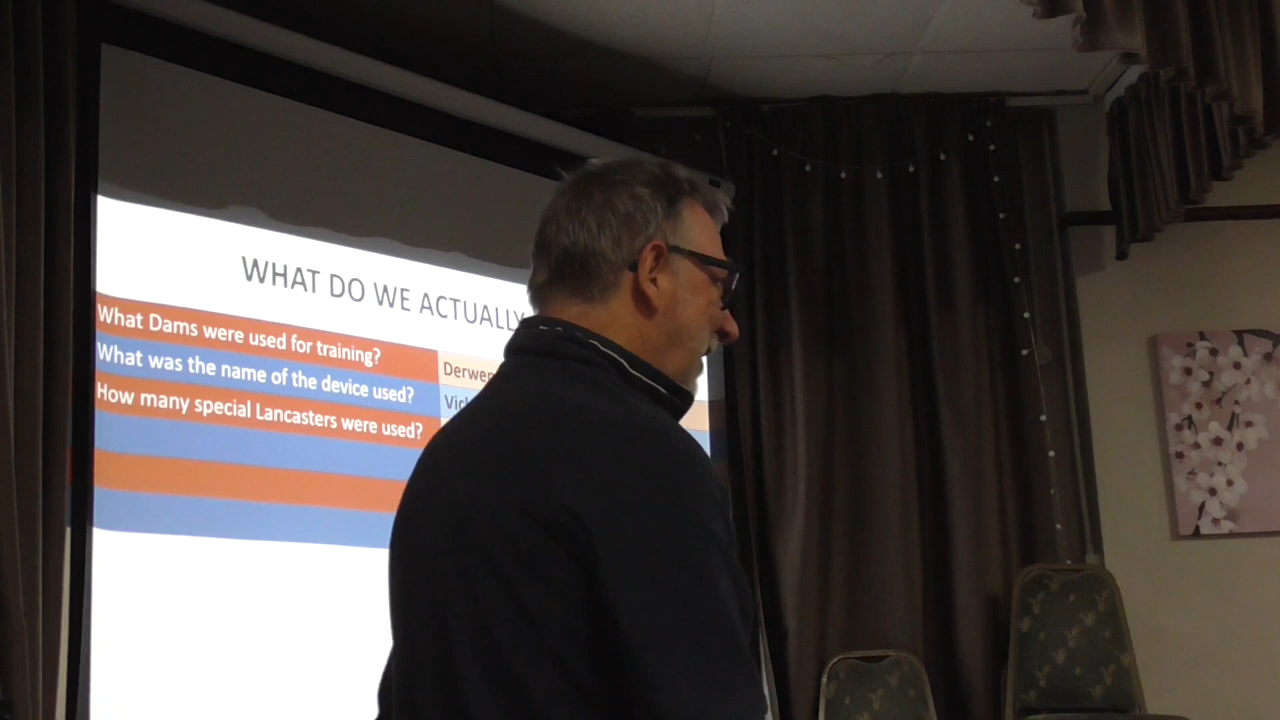 WHAT DO WE ACTUALLY
What Dams were used for training?
What was the name of the device used?
How many special Lancasters were used?